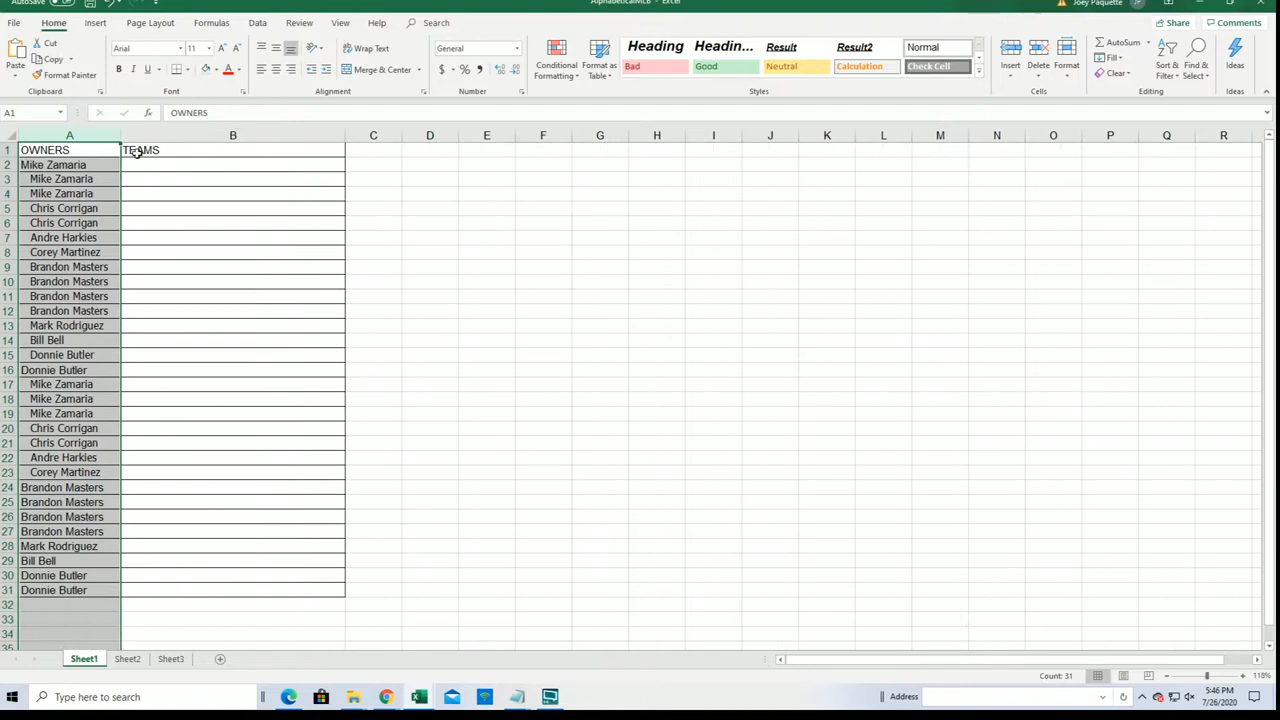 AutoSave Off AlphabeticalMLB - Excel Joey Paquette JP
File Home Insert Page Layout Formulas Data Review View Help Search Share Comments
Paste Cut Copy Format Painter Clipboard
Arial 11 A A B I U A Font
Wrap Text Merge & Center Alignment
General $ % , Number
Conditional Formatting Format as Table
Heading Headin... Result Result2 Normal
Bad Good Neutral Calculation Check Cell
Styles
Insert Delete Format Cells
AutoSum Fill Clear Sort & Filter Find & Select Editing
Ideas Ideas
A1 fx OWNERS
A B C D E F G H I J K L M N O P Q R
1 OWNERS TEAMS
2 Mike Zamaria
3 Mike Zamaria
4 Mike Zamaria
5 Chris Corrigan
6 Chris Corrigan
7 Andre Harkies
8 Corey Martinez
9 Brandon Masters
10 Brandon Masters
11 Brandon Masters
12 Brandon Masters
13 Mark Rodriguez
14 Bill Bell
15 Donnie Butler
16 Donnie Butler
17 Mike Zamaria
18 Mike Zamaria
19 Mike Zamaria
20 Chris Corrigan
21 Chris Corrigan
22 Andre Harkies
23 Corey Martinez
24 Brandon Masters
25 Brandon Masters
26 Brandon Masters
27 Brandon Masters
28 Mark Rodriguez
29 Bill Bell
30 Donnie Butler
31 Donnie Butler
32
33
34
35
Sheet1 Sheet2 Sheet3
Count: 31 118%
Type here to search Address 5:46 PM
7/26/2020